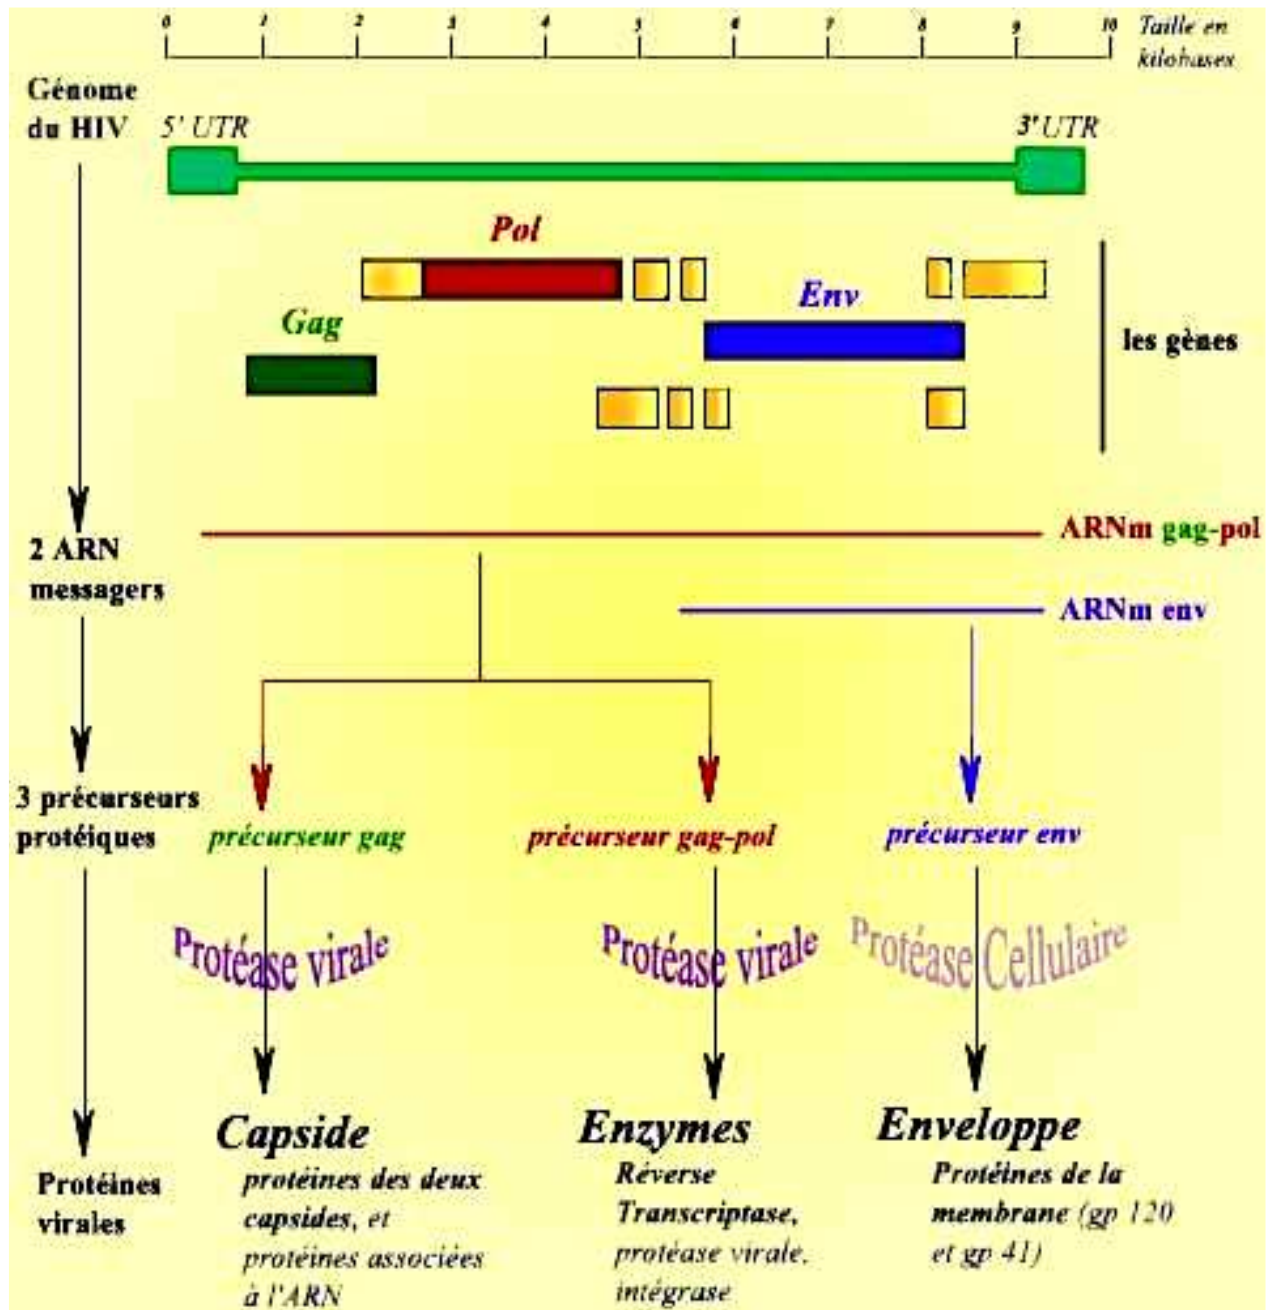 0 1 2 3 4 5 6 7 8 9 10
Taille en
kilobases
Génome
du HIV
5' UTR
3' UTR
Pol
Env
Gag
les gènes
2 ARN
messagers
ARNm gag-pol
ARNm env
3 précurseurs
protéiques
précurseur gag
précurseur gag-pol
précurseur env
Protéase virale
Protéase virale
Protéase Cellulaire
Capside
Enzymes
Enveloppe
Protéines
virales
protéines des deux
capsides, et
protéines associées
à l'ARN
Réverse
Transcriptase,
protéase virale,
intégrase
Protéines de la
membrane (gp 120
et gp 41)